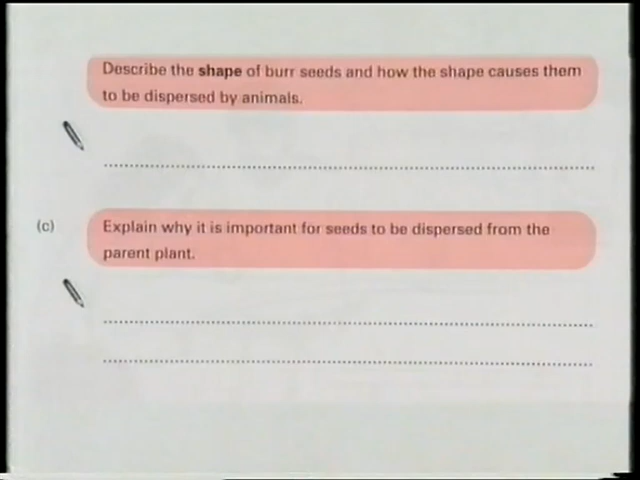 Describe the shape of burr seeds and how the shape causes them
to be dispersed by animals.
(c)
Explain why it is important for seeds to be dispersed from the
parent plant.